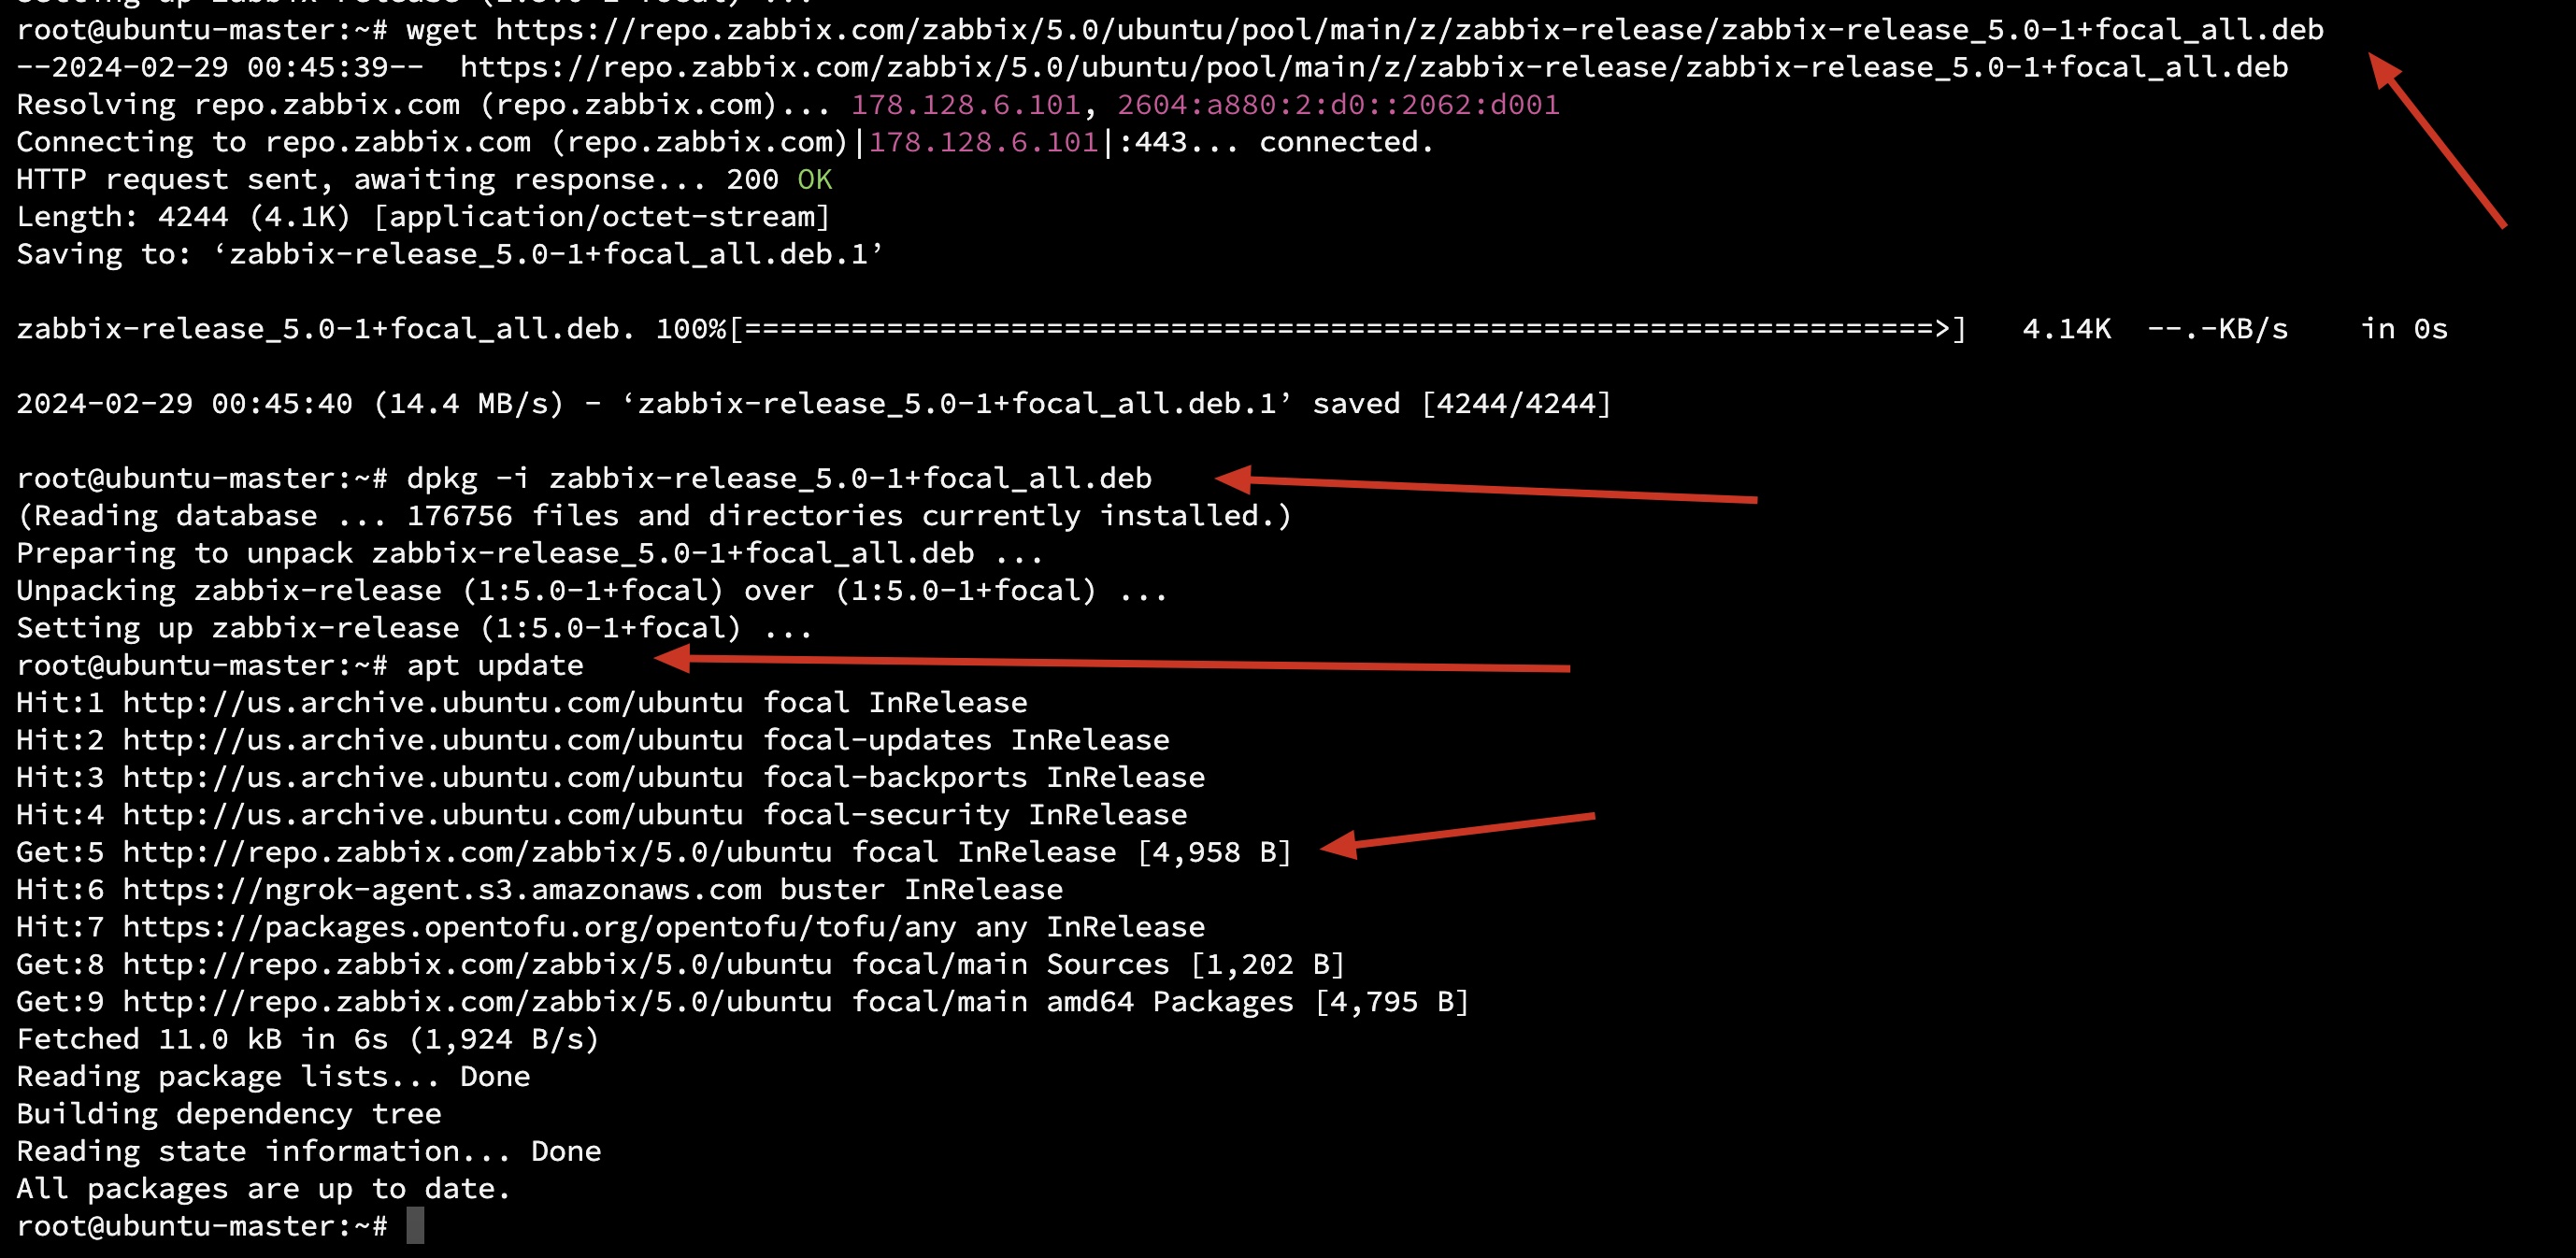 Setting up zabbix-release (1:5.0-1+focal) ...
root@ubuntu-master:~# wget https://repo.zabbix.com/zabbix/5.0/ubuntu/pool/main/z/zabbix-release/zabbix-release_5.0-1+focal_all.deb
--2024-02-29 00:45:39--  https://repo.zabbix.com/zabbix/5.0/ubuntu/pool/main/z/zabbix-release/zabbix-release_5.0-1+focal_all.deb
Resolving repo.zabbix.com (repo.zabbix.com)... 178.128.6.101, 2604:a880:2:d0::2062:d001
Connecting to repo.zabbix.com (repo.zabbix.com)|178.128.6.101|:443... connected.
HTTP request sent, awaiting response... 200 OK
Length: 4244 (4.1K) [application/octet-stream]
Saving to: ‘zabbix-release_5.0-1+focal_all.deb.1’
zabbix-release_5.0-1+focal_all.deb. 100%[===================================================================>]   4.14K  --.-KB/s    in 0s
2024-02-29 00:45:40 (14.4 MB/s) - ‘zabbix-release_5.0-1+focal_all.deb.1’ saved [4244/4244]
root@ubuntu-master:~# dpkg -i zabbix-release_5.0-1+focal_all.deb
(Reading database ... 176756 files and directories currently installed.)
Preparing to unpack zabbix-release_5.0-1+focal_all.deb ...
Unpacking zabbix-release (1:5.0-1+focal) over (1:5.0-1+focal) ...
Setting up zabbix-release (1:5.0-1+focal) ...
root@ubuntu-master:~# apt update
Hit:1 http://us.archive.ubuntu.com/ubuntu focal InRelease
Hit:2 http://us.archive.ubuntu.com/ubuntu focal-updates InRelease
Hit:3 http://us.archive.ubuntu.com/ubuntu focal-backports InRelease
Hit:4 http://us.archive.ubuntu.com/ubuntu focal-security InRelease
Get:5 http://repo.zabbix.com/zabbix/5.0/ubuntu focal InRelease [4,958 B]
Hit:6 https://ngrok-agent.s3.amazonaws.com buster InRelease
Hit:7 https://packages.opentofu.org/opentofu/tofu/any any InRelease
Get:8 http://repo.zabbix.com/zabbix/5.0/ubuntu focal/main Sources [1,202 B]
Get:9 http://repo.zabbix.com/zabbix/5.0/ubuntu focal/main amd64 Packages [4,795 B]
Fetched 11.0 kB in 6s (1,924 B/s)
Reading package lists... Done
Building dependency tree
Reading state information... Done
All packages are up to date.
root@ubuntu-master:~#